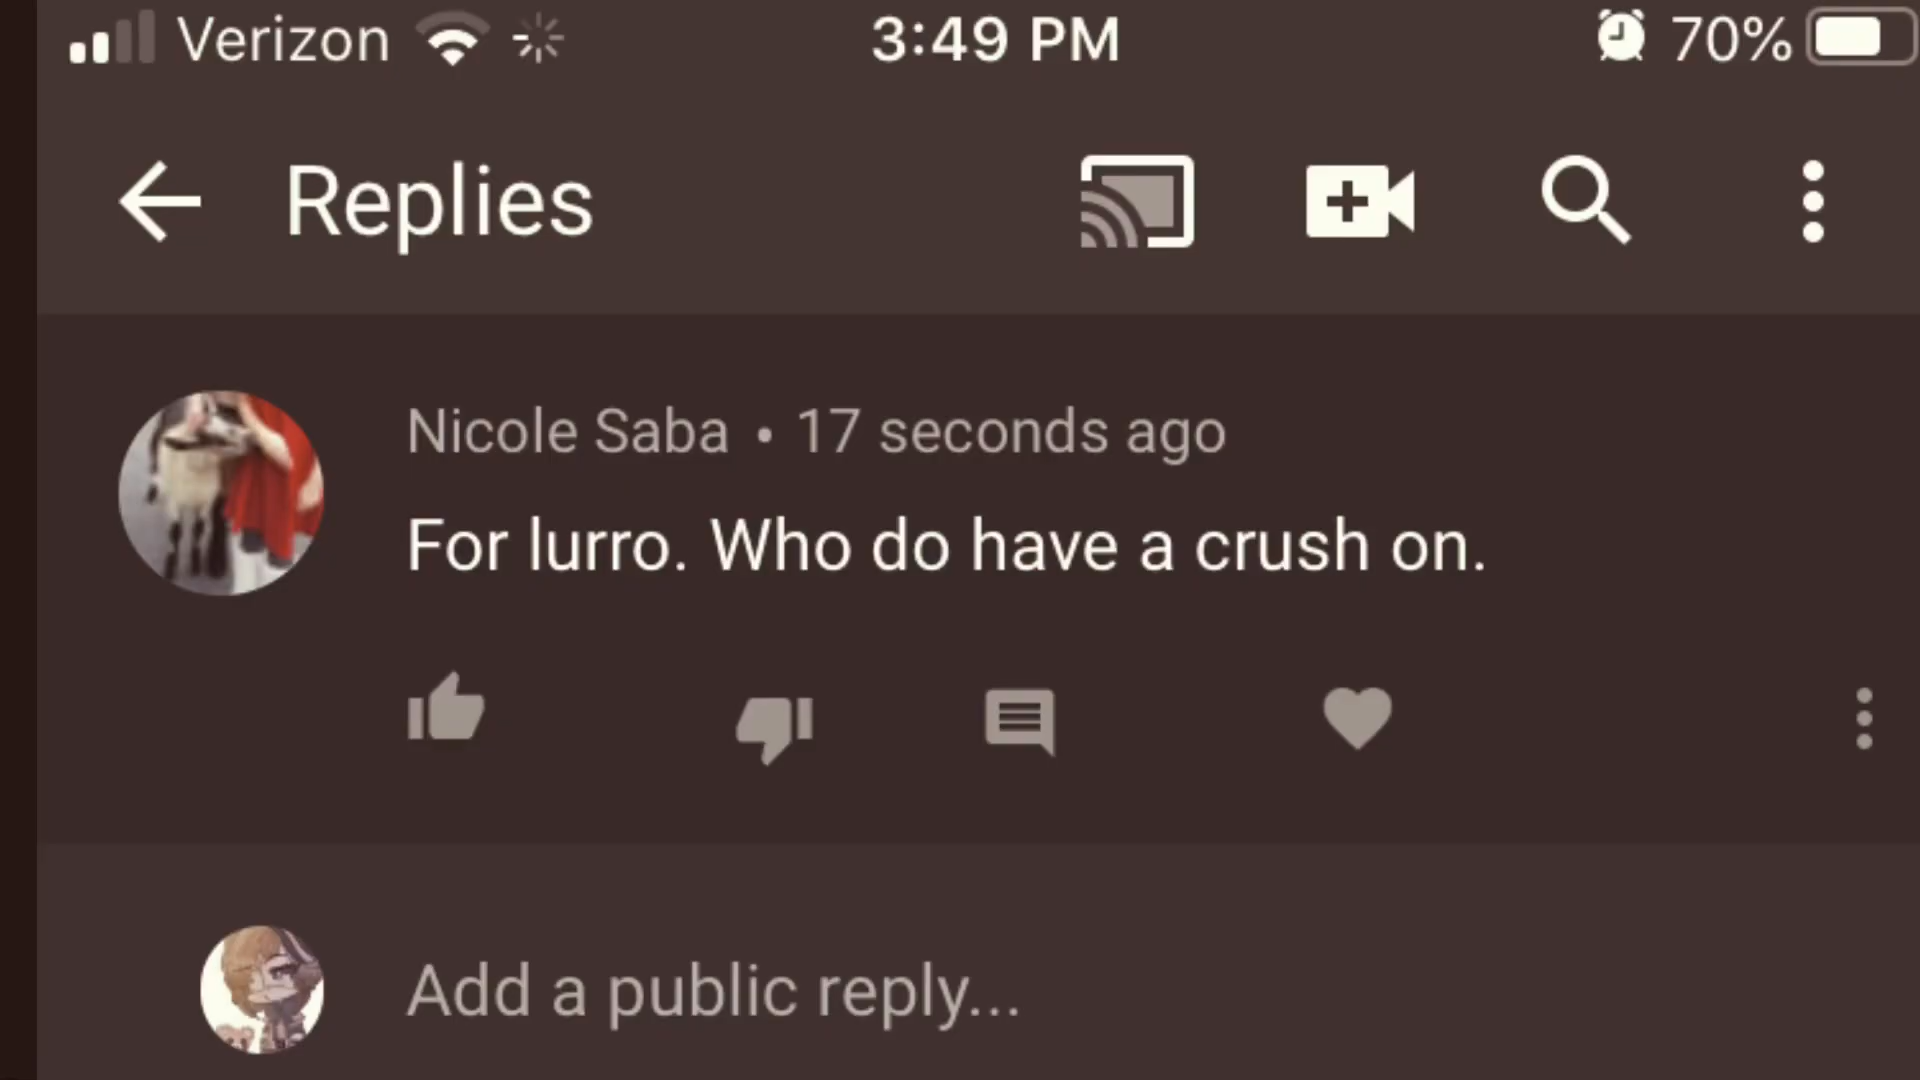 Verizon 3:49 PM 70%
Replies
Nicole Saba • 17 seconds ago
For lurro. Who do have a crush on.
Add a public reply...